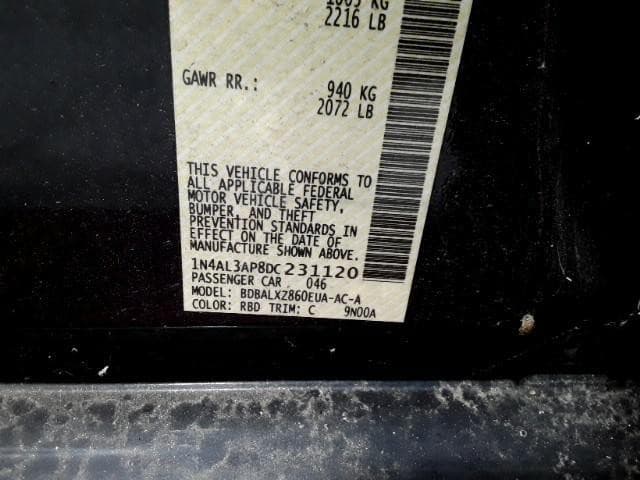 2216 LB
GAWR RR.: 940 KG
2072 LB
THIS VEHICLE CONFORMS TO
ALL APPLICABLE FEDERAL
MOTOR VEHICLE SAFETY,
BUMPER, AND THEFT
PREVENTION STANDARDS IN
EFFECT ON THE DATE OF
MANUFACTURE SHOWN ABOVE.
1N4AL3AP8DC231120
PASSENGER CAR 046
MODEL: BDBALXZ860EUA-AC-A
COLOR: RBD TRIM: C 9N00A